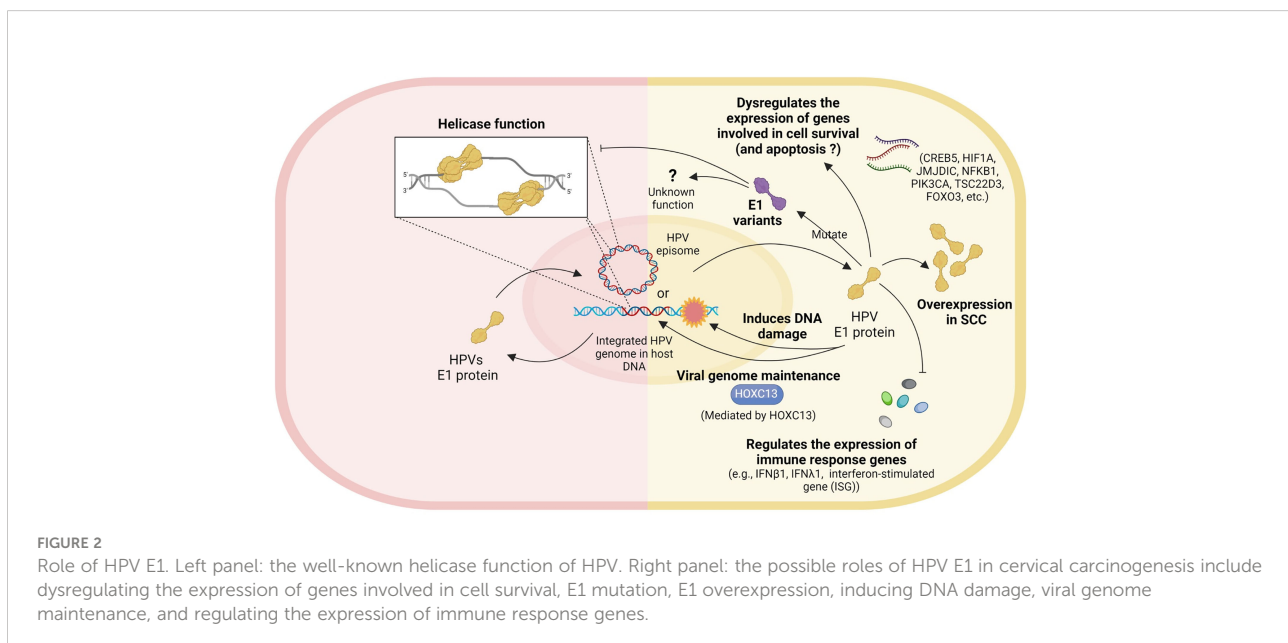 Helicase function
5'
3'
3'
5'
Dysregulates the
expression of genes
involved in cell survival
(and apoptosis ?)
(CREB5, HIF1A,
JMJDIC, NFKB1,
PIK3CA, TSC22D3,
FOXO3, etc.)
?
Unknown
function
E1
variants
Mutate
HPV
episome
or
Integrated HPV
genome in host
DNA
HPVs
E1 protein
Induces DNA
damage
HPV
E1 protein
Overexpression
in SCC
Viral genome maintenance
HOXC13
(Mediated by HOXC13)
Regulates the expression of
immune response genes
(e.g., IFNβ1, IFNλ1, interferon-stimulated
gene (ISG))
FIGURE 2
Role of HPV E1. Left panel: the well-known helicase function of HPV. Right panel: the possible roles of HPV E1 in cervical carcinogenesis include
dysregulating the expression of genes involved in cell survival, E1 mutation, E1 overexpression, inducing DNA damage, viral genome
maintenance, and regulating the expression of immune response genes.